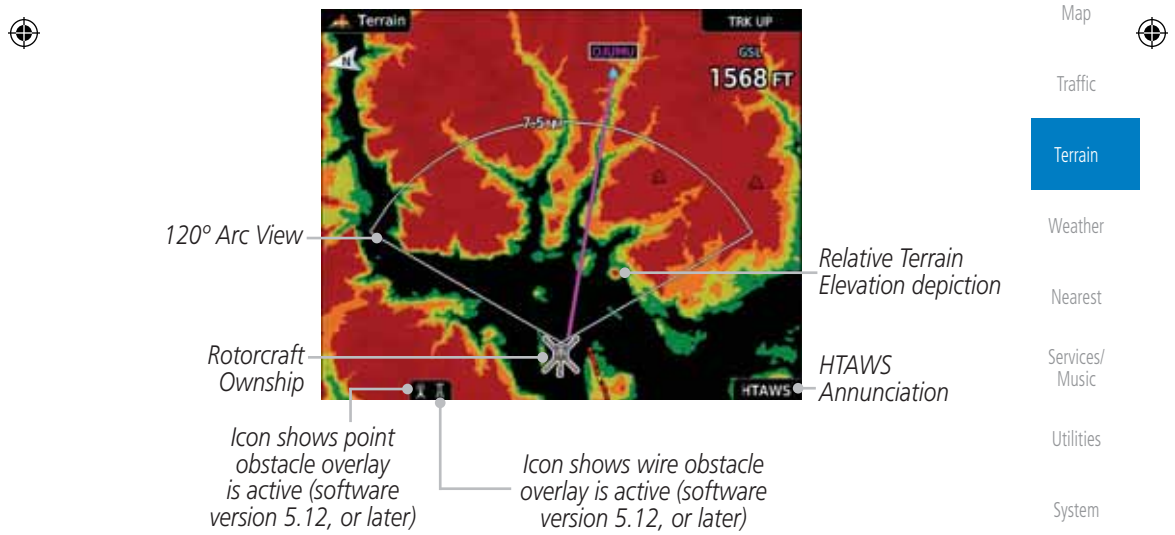 Terrain
TRK UP
N
GSL
1568 FT
7.5
120º Arc View
Rotorcraft
Ownship
Relative Terrain
Elevation depiction
HTAWS
HTAWS
Annunciation
Icon shows point
obstacle overlay
is active (software
version 5.12, or later)
Icon shows wire obstacle
overlay is active (software
version 5.12, or later)
Map
Traffic
Terrain
Weather
Nearest
Services/
Music
Utilities
System